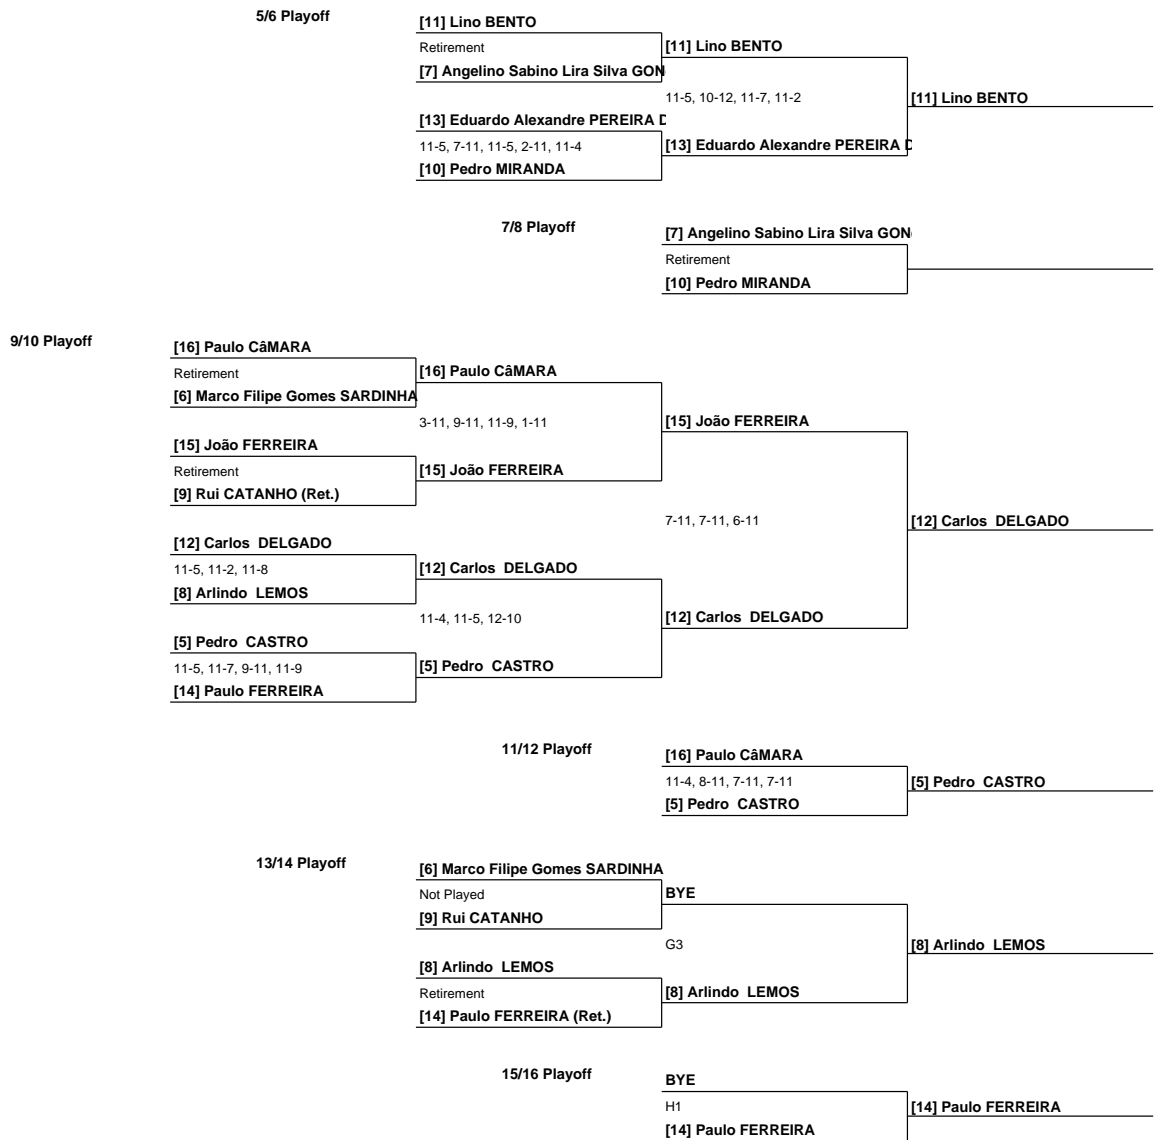 5/6 Playoff
[11] Lino BENTO
Retirement
[11] Lino BENTO
[7] Angelino Sabino Lira Silva GON
11-5, 10-12, 11-7, 11-2
[11] Lino BENTO
[13] Eduardo Alexandre PEREIRA D
11-5, 7-11, 11-5, 2-11, 11-4
[13] Eduardo Alexandre PEREIRA D
[10] Pedro MIRANDA
7/8 Playoff
[7] Angelino Sabino Lira Silva GON
Retirement
[10] Pedro MIRANDA
9/10 Playoff
[16] Paulo CâMARA
Retirement
[16] Paulo CâMARA
[6] Marco Filipe Gomes SARDINHA
3-11, 9-11, 11-9, 1-11
[15] João FERREIRA
[15] João FERREIRA
Retirement
[15] João FERREIRA
[9] Rui CATANHO (Ret.)
7-11, 7-11, 6-11
[12] Carlos DELGADO
[12] Carlos DELGADO
11-5, 11-2, 11-8
[12] Carlos DELGADO
[8] Arlindo LEMOS
11-4, 11-5, 12-10
[12] Carlos DELGADO
[5] Pedro CASTRO
11-5, 11-7, 9-11, 11-9
[5] Pedro CASTRO
[14] Paulo FERREIRA
11/12 Playoff
[16] Paulo CâMARA
11-4, 8-11, 7-11, 7-11
[5] Pedro CASTRO
[5] Pedro CASTRO
13/14 Playoff
[6] Marco Filipe Gomes SARDINHA
Not Played
BYE
[9] Rui CATANHO
G3
[8] Arlindo LEMOS
[8] Arlindo LEMOS
Retirement
[8] Arlindo LEMOS
[14] Paulo FERREIRA (Ret.)
15/16 Playoff
BYE
H1
[14] Paulo FERREIRA
[14] Paulo FERREIRA